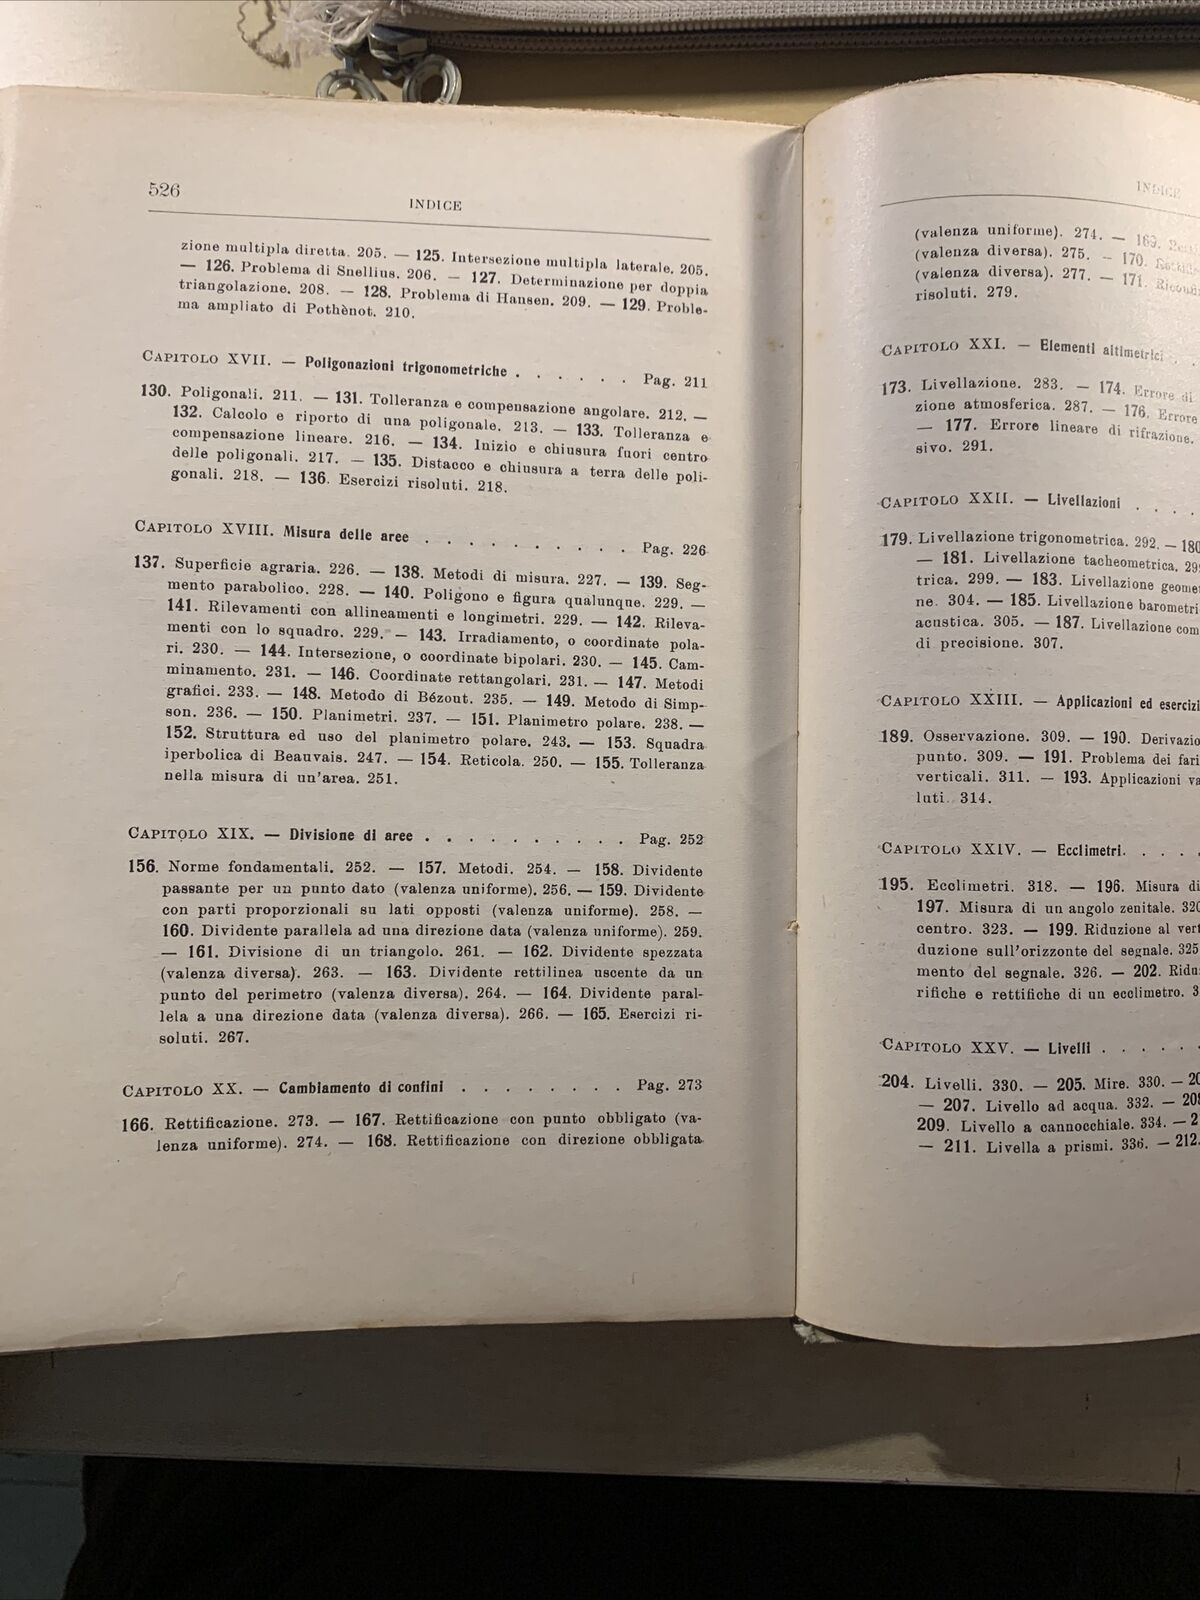 526
INDICE
zione multipla diretta. 205. — 125. Intersezione multipla laterale. 205.
— 126. Problema di Snellius. 206. — 127. Determinazione per doppia
triangolazione. 208. — 128. Problema di Hansen. 209. — 129. Proble-
ma ampliato di Pothènot. 210.
CAPITOLO XVII. — Poligonazioni trigonometriche . . . . . . Pag. 211
130. Poligonali. 211. — 131. Tolleranza e compensazione angolare. 212. —
132. Calcolo e riporto di una poligonale. 213. — 133. Tolleranza e
compensazione lineare. 216. — 134. Inizio e chiusura fuori centro
delle poligonali. 217. — 135. Distacco e chiusura a terra delle poli-
gonali. 218. — 136. Esercizi risoluti. 218.
CAPITOLO XVIII. Misura delle aree . . . . . . . . . . Pag. 226
137. Superficie agraria. 226. — 138. Metodi di misura. 227. — 139. Seg-
mento parabolico. 228. — 140. Poligono e figura qualunque. 229. —
141. Rilevamenti con allineamenti e longimetri. 229. — 142. Rileva-
menti con lo squadro. 229. — 143. Irradiamento, o coordinate pola-
ri. 230. — 144. Intersezione, o coordinate bipolari. 230. — 145. Cam-
minamento. 231. — 146. Coordinate rettangolari. 231. — 147. Metodi
grafici. 233. — 148. Metodo di Bézout. 235. — 149. Metodo di Simp-
son. 236. — 150. Planimetri. 237. — 151. Planimetro polare. 238. —
152. Struttura ed uso del planimetro polare. 243. — 153. Squadra
iperbolica di Beauvais. 247. — 154. Reticola. 250. — 155. Tolleranza
nella misura di un'area. 251.
CAPITOLO XIX. — Divisione di aree . . . . . . . . . . Pag. 252
156. Norme fondamentali. 252. — 157. Metodi. 254. — 158. Dividente
passante per un punto dato (valenza uniforme). 256. — 159. Dividente
con parti proporzionali su lati opposti (valenza uniforme). 258. —
160. Dividente parallela ad una direzione data (valenza uniforme). 259.
— 161. Divisione di un triangolo. 261. — 162. Dividente spezzata
(valenza diversa). 263. — 163. Dividente rettilinea uscente da un
punto del perimetro (valenza diversa). 264. — 164. Dividente paral-
lela a una direzione data (valenza diversa). 266. — 165. Esercizi ri-
soluti. 267.
CAPITOLO XX. — Cambiamento di confini . . . . . . . . Pag. 273
166. Rettificazione. 273. — 167. Rettificazione con punto obbligato (va-
lenza uniforme). 274. — 168. Rettificazione con direzione obbligata
INDICE
(valenza uniforme). 274. — 169.
(valenza diversa). 275. — 170.
(valenza diversa). 277. — 171.
risoluti. 279.
CAPITOLO XXI. — Elementi altimetrici .
173. Livellazione. 283. — 174. Errore di
zione atmosferica. 287. — 176. Errore
— 177. Errore lineare di rifrazione.
sivo. 291.
CAPITOLO XXII. — Livellazioni . . . .
179. Livellazione trigonometrica. 292. — 180
— 181. Livellazione tacheometrica. 29
trica. 299. — 183. Livellazione geome
ne. 304. — 185. Livellazione barometri
acustica. 305. — 187. Livellazione com
di precisione. 307.
CAPITOLO XXIII. — Applicazioni ed esercizi
189. Osservazione. 309. — 190. Derivazio
punto. 309. — 191. Problema dei fari
verticali. 311. — 193. Applicazioni va
luti. 314.
CAPITOLO XXIV. — Ecclimetri. . . . .
195. Ecclimetri. 318. — 196. Misura di
197. Misura di un angolo zenitale. 320
centro. 323. — 199. Riduzione al vert
duzione sull'orizzonte del segnale. 325
mento del segnale. 326. — 202. Ridu
rifiche e rettifiche di un ecclimetro. 3
CAPITOLO XXV. — Livelli . . . . . .
204. Livelli. 330. — 205. Mire. 330. — 20
— 207. Livello ad acqua. 332. — 208
209. Livello a cannocchiale. 334. — 2
— 211. Livella a prismi. 336. — 212.